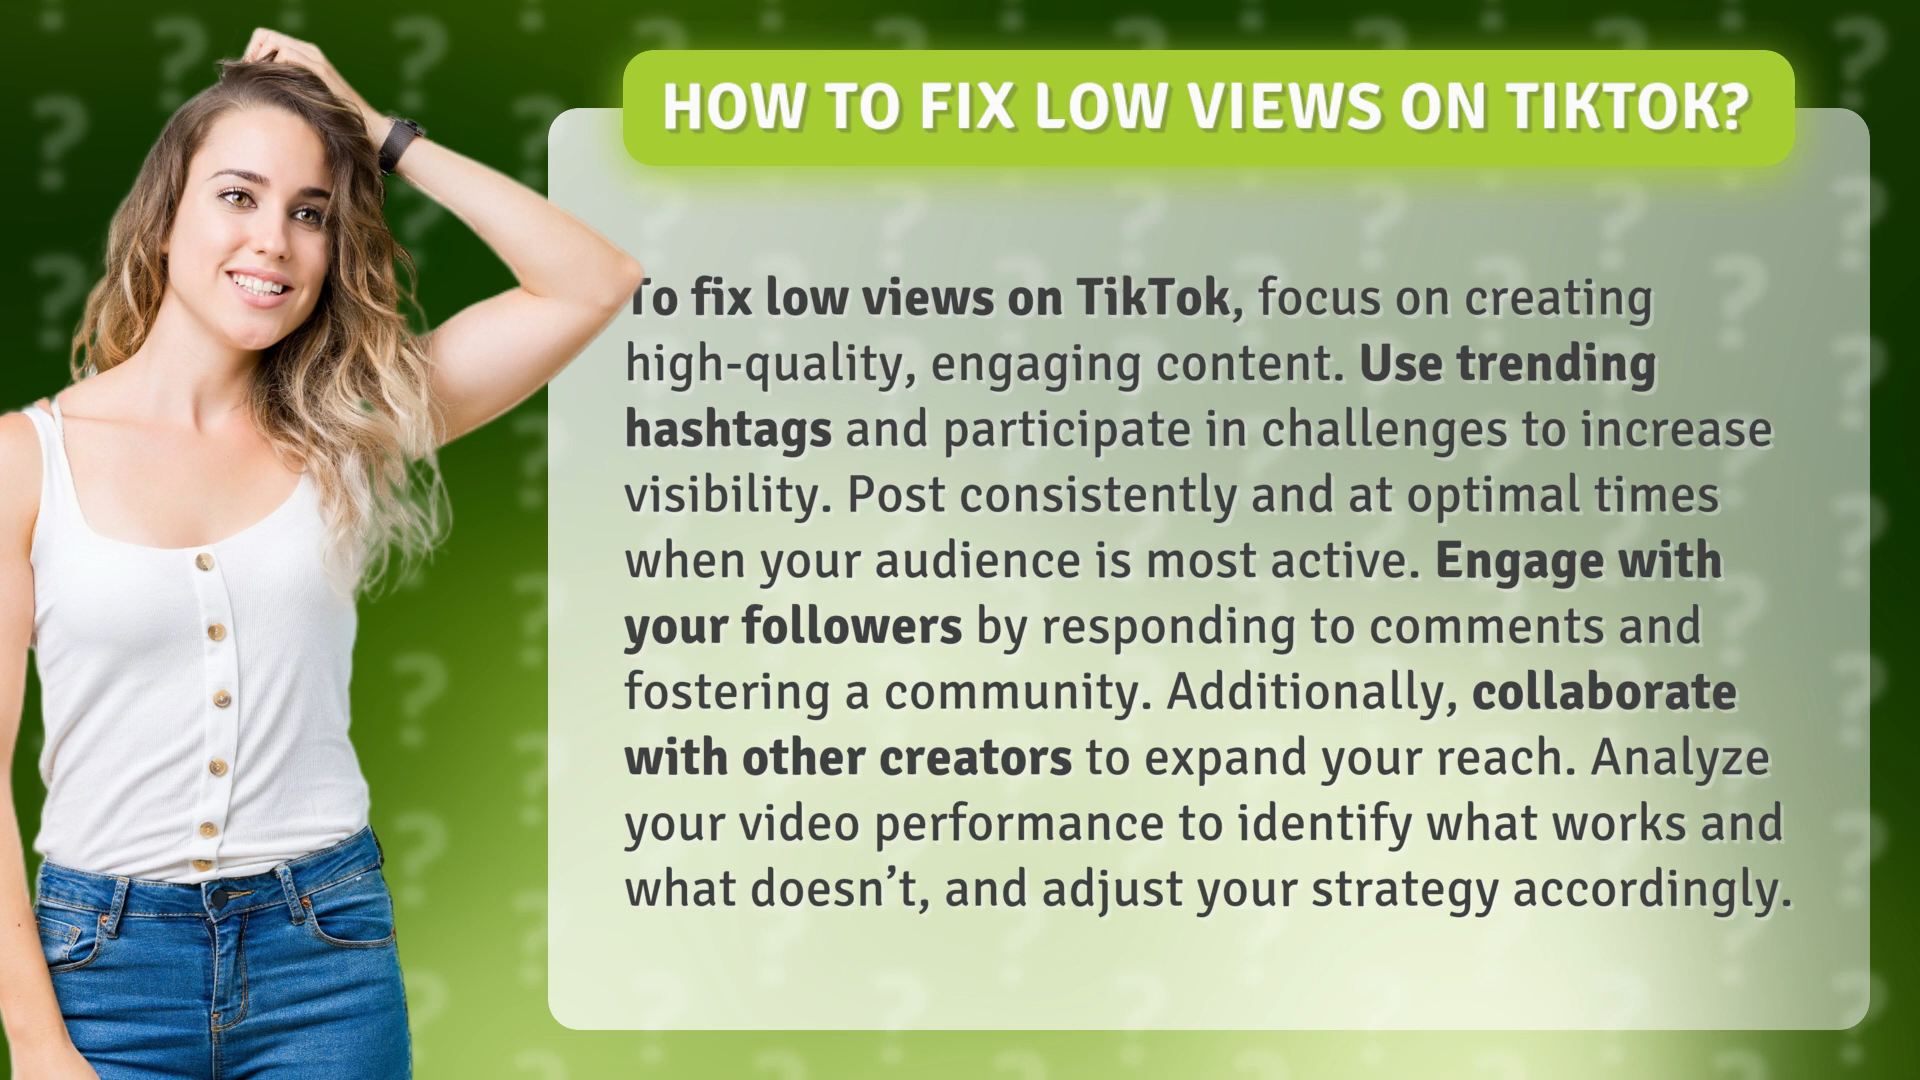 HOW TO FIX LOW VIEWS ON TIKTOK?
To fix low views on TikTok, focus on creating
high-quality, engaging content. Use trending
hashtags and participate in challenges to increase
visibility. Post consistently and at optimal times
when your audience is most active. Engage with
your followers by responding to comments and
fostering a community. Additionally, collaborate
with other creators to expand your reach. Analyze
your video performance to identify what works and
what doesn’t, and adjust your strategy accordingly.